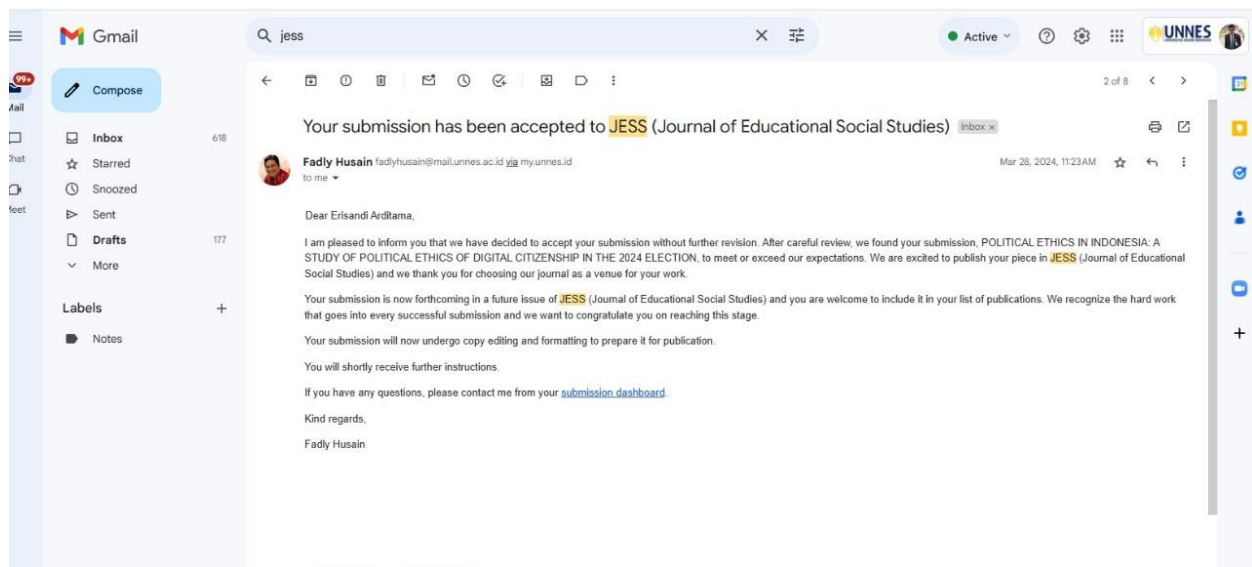 Gmail
jess
Active
UNNES
99+
Compose
2 of 8
Mail
Your submission has been accepted to JESS (Journal of Educational Social Studies) Inbox x
Inbox 618
Chat
Starred
Fadly Husain fadlyhusain@mail.unnes.ac.id via my.unnes.id
Mar 28, 2024, 11:23 AM
to me
Snoozed
Meet
Sent
Drafts 177
More
Labels +
Notes
Dear Erisandi Arditama,
I am pleased to inform you that we have decided to accept your submission without further revision. After careful review, we found your submission, POLITICAL ETHICS IN INDONESIA: A
STUDY OF POLITICAL ETHICS OF DIGITAL CITIZENSHIP IN THE 2024 ELECTION, to meet or exceed our expectations. We are excited to publish your piece in JESS (Journal of Educational
Social Studies) and we thank you for choosing our journal as a venue for your work.
Your submission is now forthcoming in a future issue of JESS (Journal of Educational Social Studies) and you are welcome to include it in your list of publications. We recognize the hard work
that goes into every successful submission and we want to congratulate you on reaching this stage.
Your submission will now undergo copy editing and formatting to prepare it for publication.
You will shortly receive further instructions.
If you have any questions, please contact me from your submission dashboard.
Kind regards,
Fadly Husain